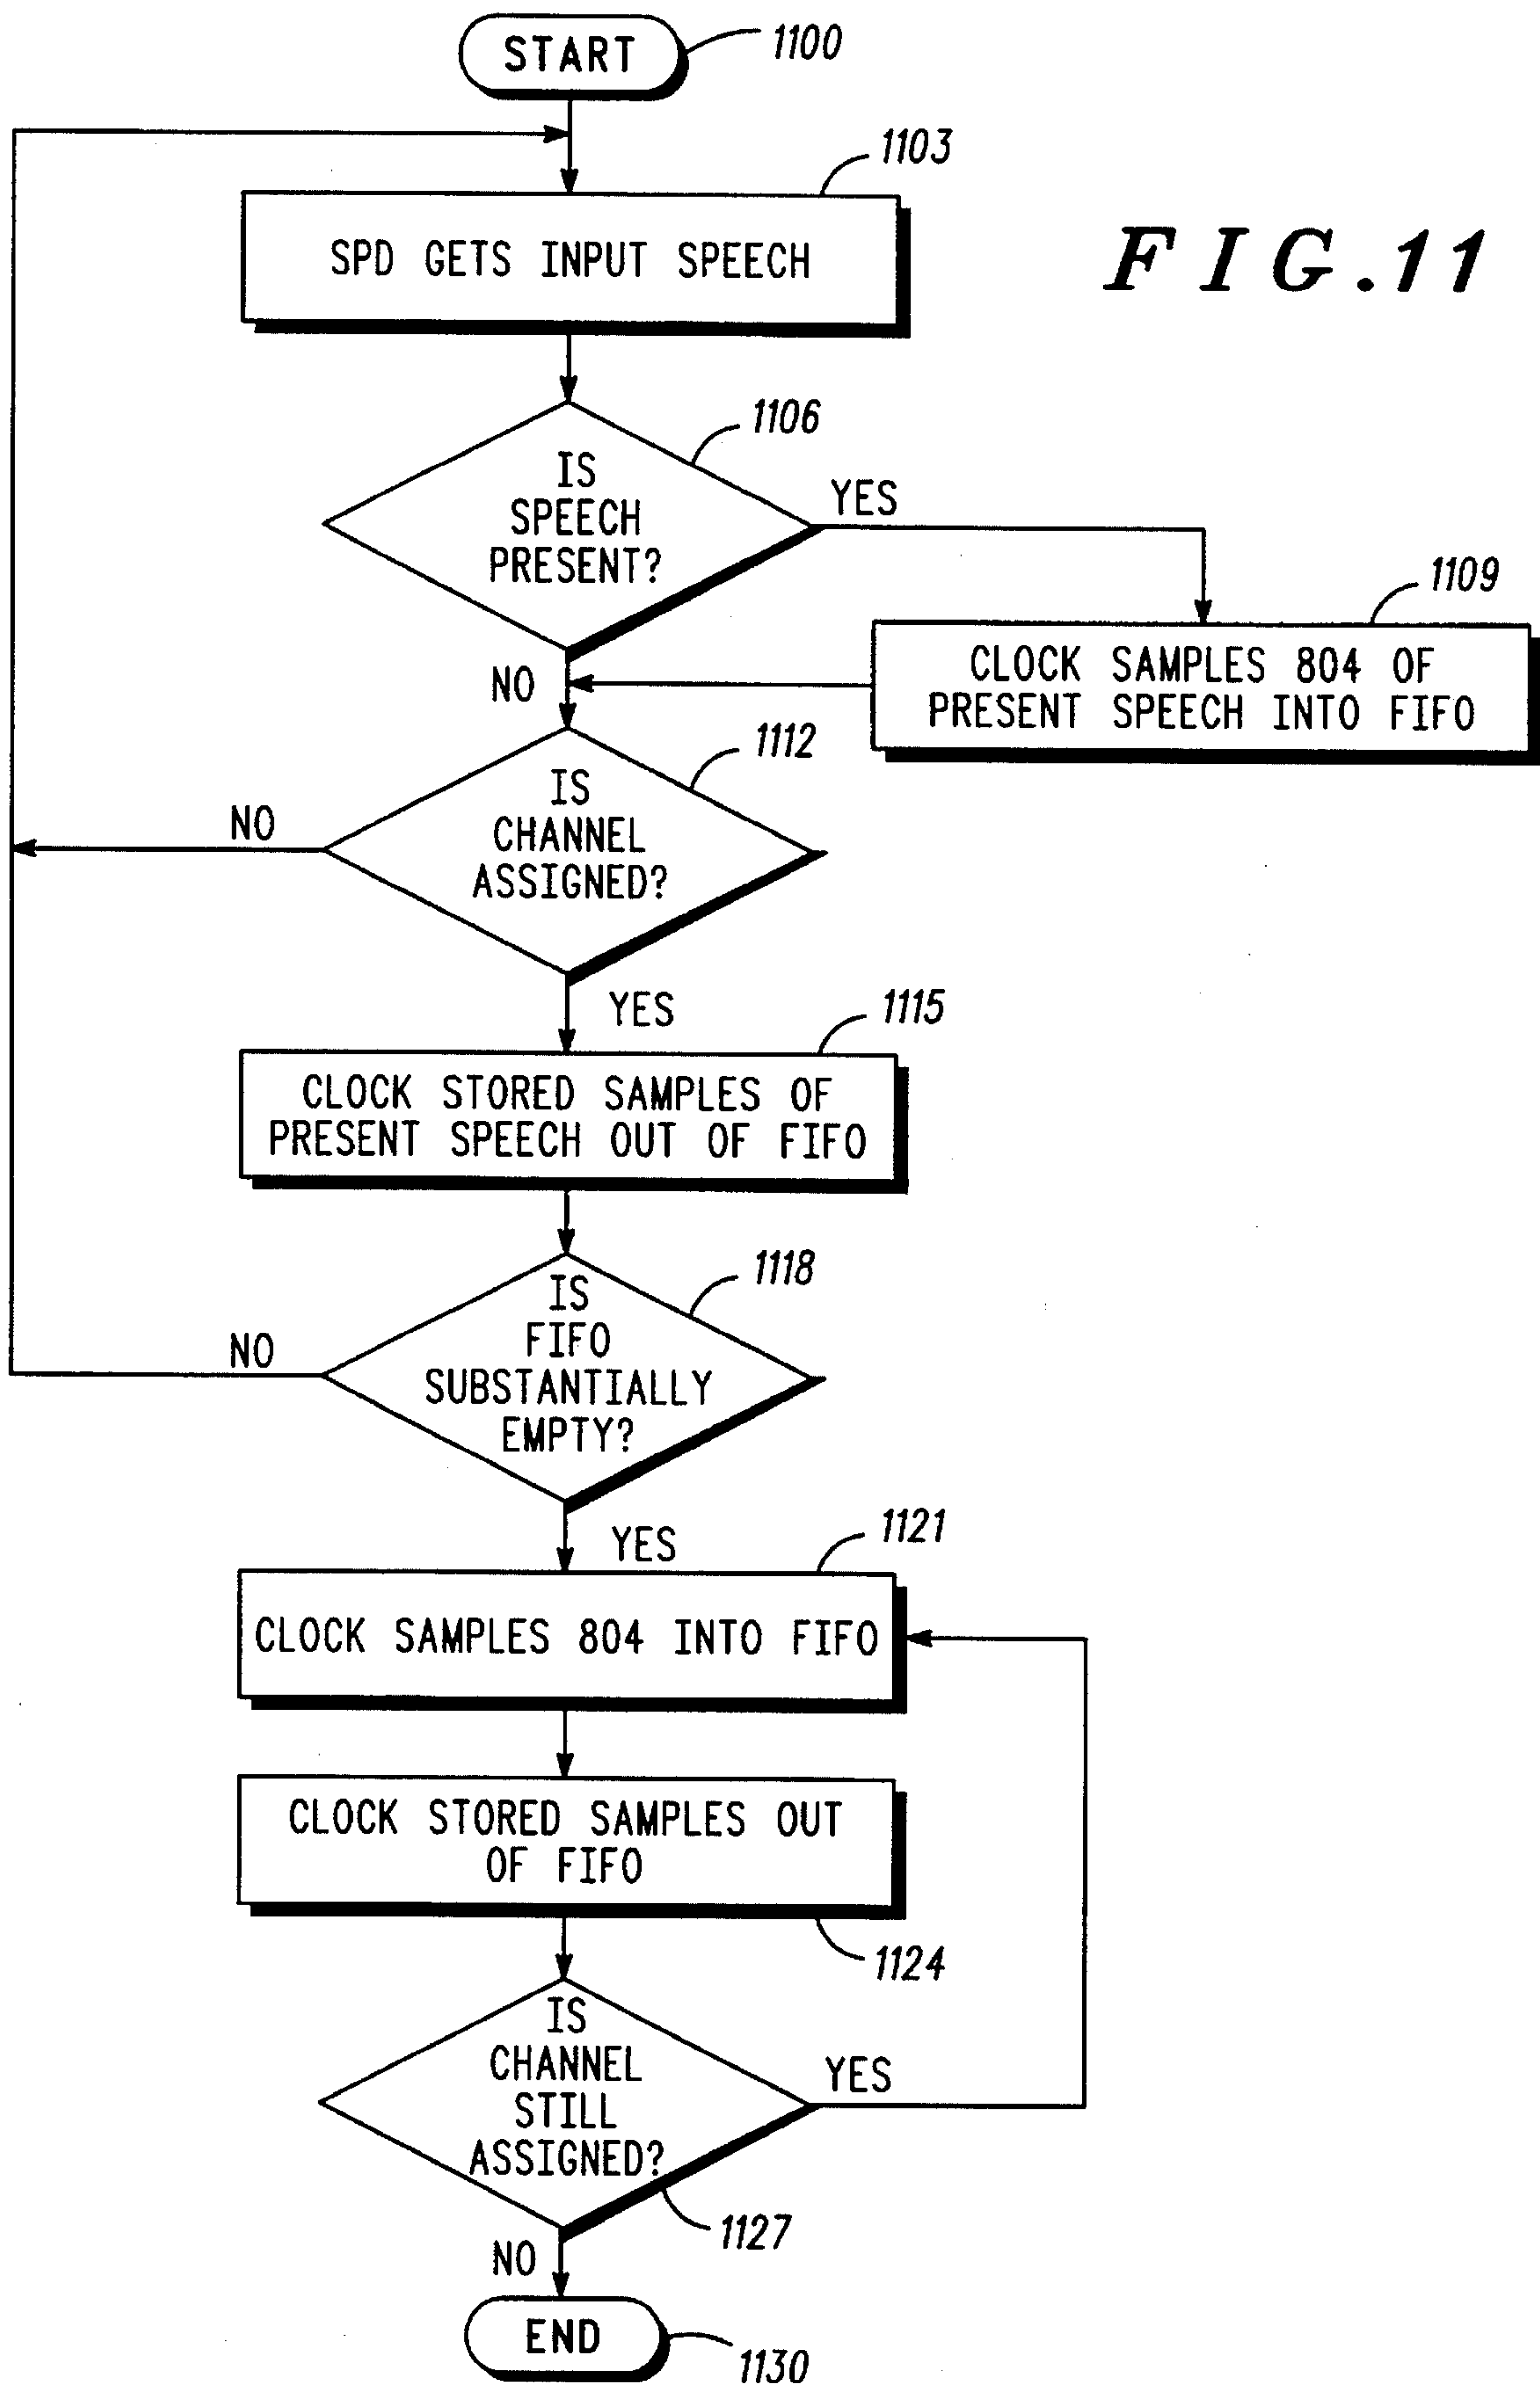 START
1100
1103
SPD GETS INPUT SPEECH
FIG.11
1106
IS
SPEECH
PRESENT?
YES
1109
CLOCK SAMPLES 804 OF
PRESENT SPEECH INTO FIFO
NO
1112
IS
CHANNEL
ASSIGNED?
NO
YES
1115
CLOCK STORED SAMPLES OF
PRESENT SPEECH OUT OF FIFO
1118
IS
FIFO
SUBSTANTIALLY
EMPTY?
NO
YES
1121
CLOCK SAMPLES 804 INTO FIFO
CLOCK STORED SAMPLES OUT
OF FIFO
1124
IS
CHANNEL
STILL
ASSIGNED?
YES
1127
NO
END
1130